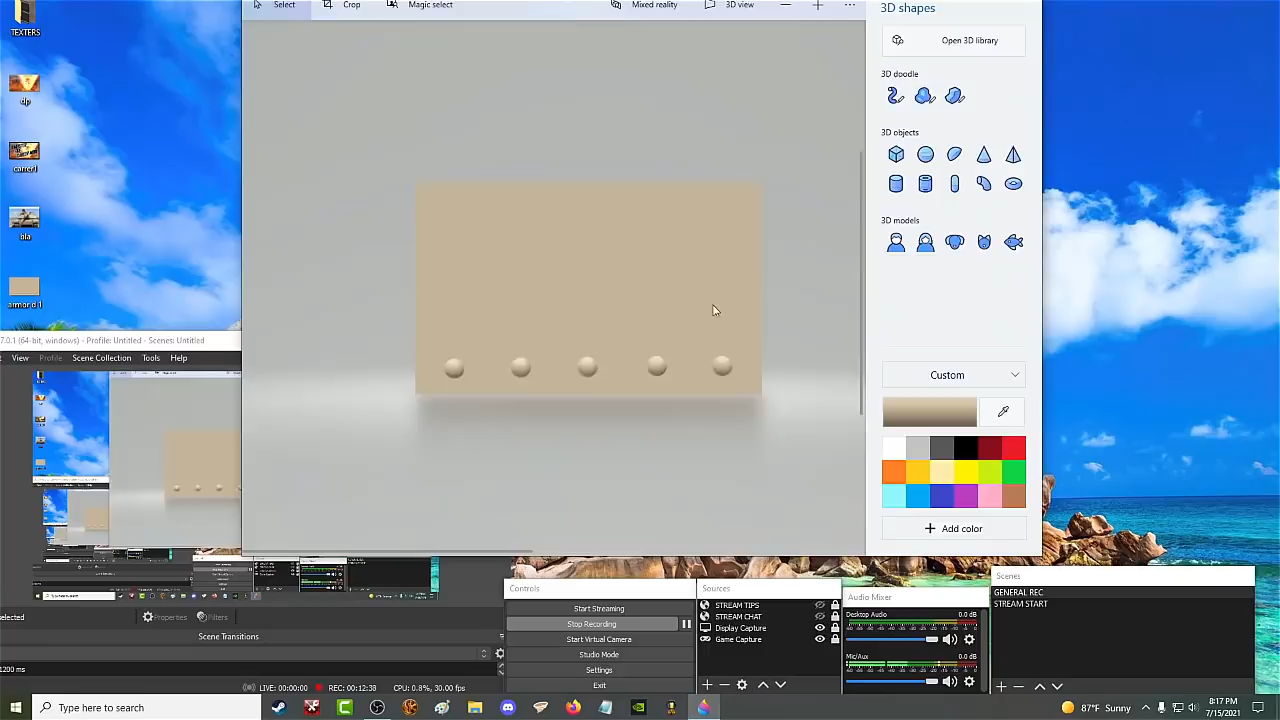 TEXTERS
dlp
carrer1
bla
armor d 1
Select
Crop
Magic select
Mixed reality
3D view
3D shapes
Open 3D library
3D doodle
3D objects
3D models
Custom
Add color
7.0.1 (64-bit, windows) - Profile: Untitled - Scenes: Untitled
View Profile Scene Collection Tools Help
elected
Properties
Filters
Scene Transitions
1200 ms
LIVE: 00:00:00
REC: 00:12:38
CPU: 0.8%, 30.00 fps
Controls
Start Streaming
Stop Recording
Start Virtual Camera
Studio Mode
Settings
Exit
Sources
STREAM TIPS
STREAM CHAT
Display Capture
Game Capture
Audio Mixer
Desktop Audio 0.0 dB
Mic/Aux 0.0 dB
Scenes
GENERAL REC
STREAM START
Type here to search
87°F Sunny
8:17 PM
7/15/2021